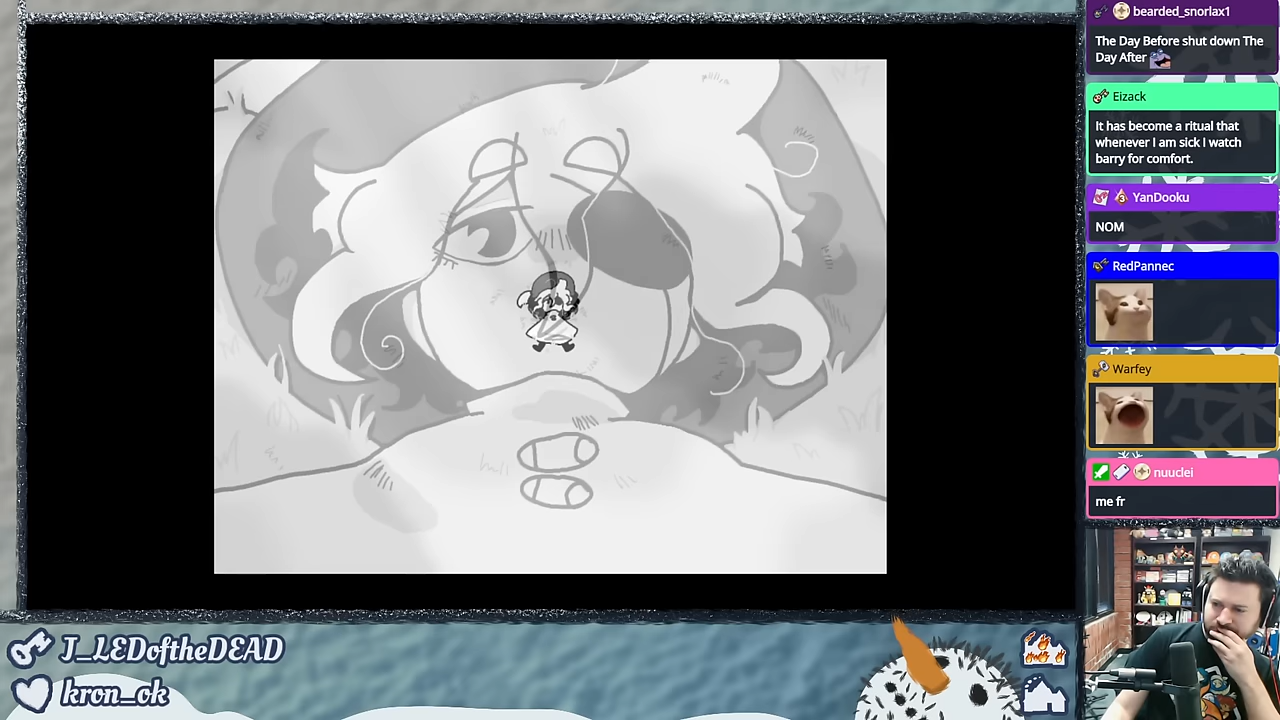 bearded_snorlax1
The Day Before shut down The
Day After
Eizack
It has become a ritual that
whenever I am sick I watch
barry for comfort.
YanDooku
NOM
RedPannec
Warfey
nuuclei
me fr
J_LEDoftheDEAD
kron_ok